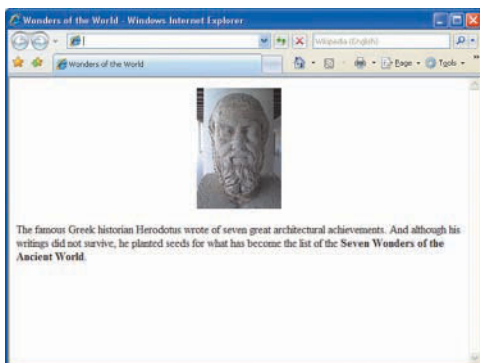 Wonders of the World - Windows Internet Explorer
Wikipedia (English)
Wonders of the World
Page
Tools
The famous Greek historian Herodotus wrote of seven great architectural achievements. And although his
writings did not survive, he planted seeds for what has become the list of the Seven Wonders of the
Ancient World.